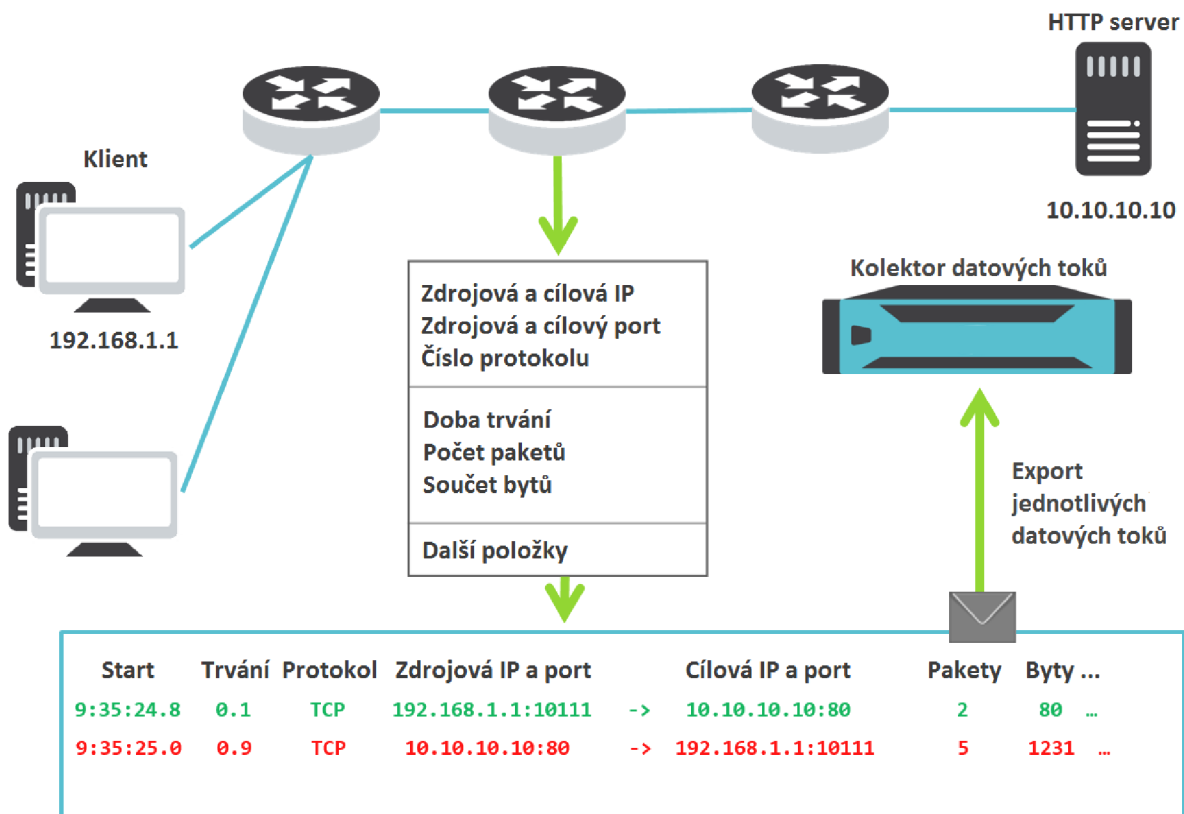 HTTP server
10.10.10.10
Klient
192.168.1.1
Zdrojová a cílová IP
Zdrojová a cílový port
Číslo protokolu
Doba trvání
Počet paketů
Součet bytů
Další položky
Kolektor datových toků
Export
jednotlivých
datových toků
Start Trvání Protokol Zdrojová IP a port Cílová IP a port Pakety Byty ...
9:35:24.8 0.1 TCP 192.168.1.1:10111 -> 10.10.10.10:80 2 80 …
9:35:25.0 0.9 TCP 10.10.10.10:80 -> 192.168.1.1:10111 5 1231 …